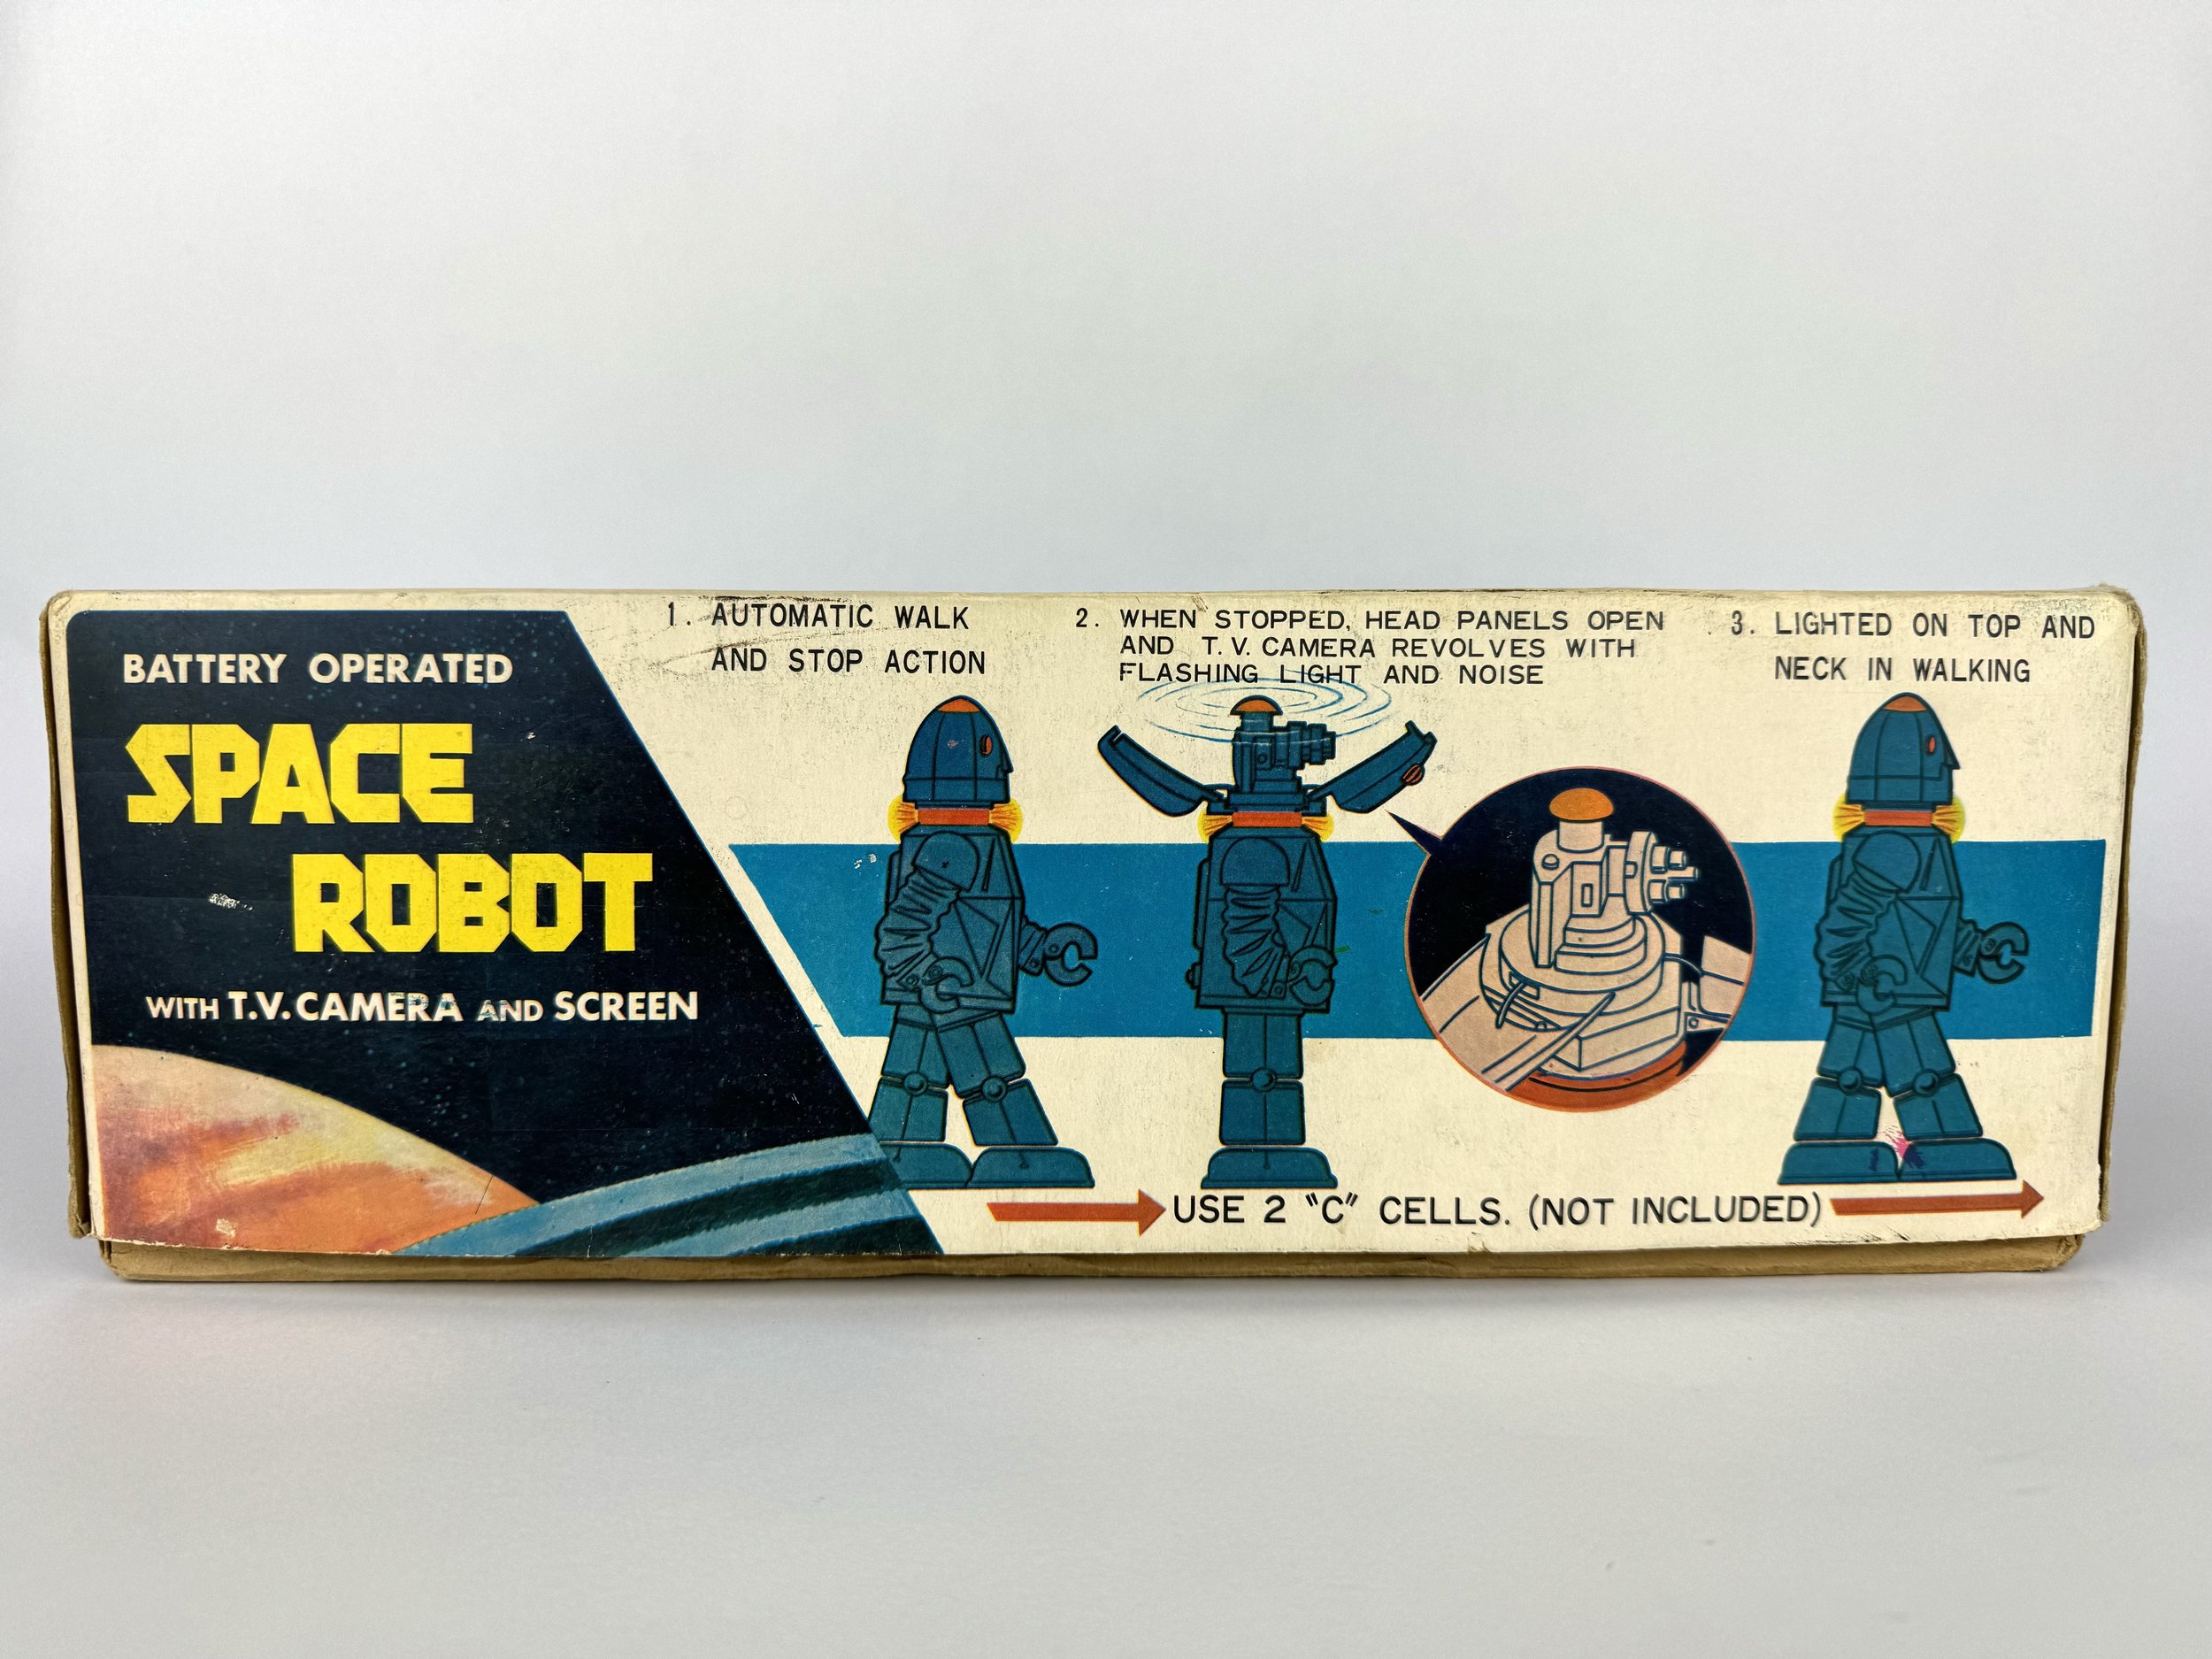 BATTERY OPERATED
SPACE
ROBOT
WITH T.V. CAMERA AND SCREEN
1. AUTOMATIC WALK
AND STOP ACTION
2. WHEN STOPPED, HEAD PANELS OPEN
AND T.V. CAMERA REVOLVES WITH
FLASHING LIGHT AND NOISE
3. LIGHTED ON TOP AND
NECK IN WALKING
USE 2 "C" CELLS. (NOT INCLUDED)